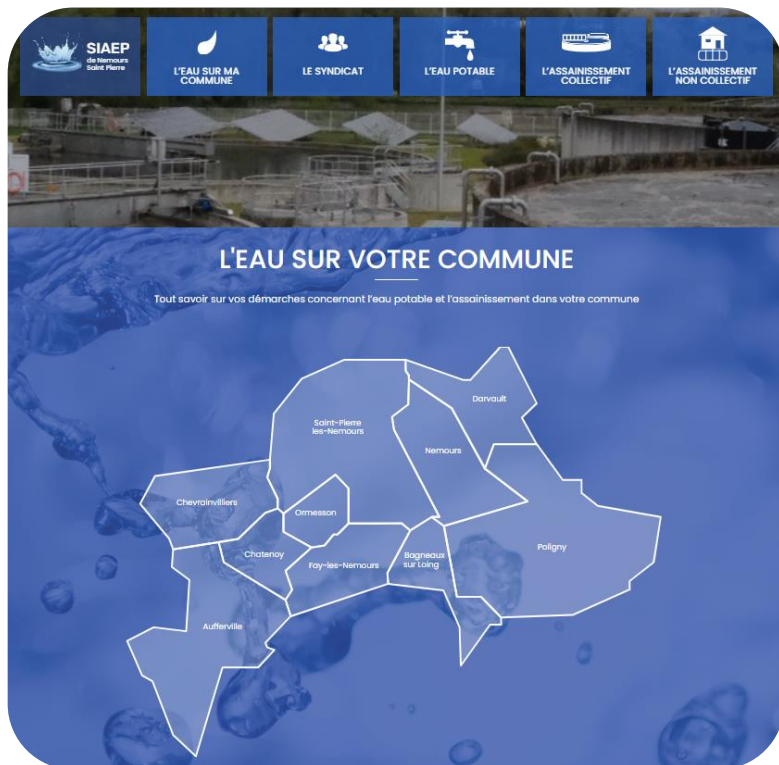 SIAEP
de Nemours
Saint Pierre
L'EAU SUR MA
COMMUNE
LE SYNDICAT
L'EAU POTABLE
L'ASSAINISSEMENT
COLLECTIF
L'ASSAINISSEMENT
NON COLLECTIF
L'EAU SUR VOTRE COMMUNE
Tout savoir sur vos démarches concernant l'eau potable et l'assainissement dans votre commune
Darvault
Saint-Pierre
les-Nemours
Nemours
Chevrainvilliers
Ormesson
Chatenoy
Fay-les-Nemours
Bagneaux
sur Loing
Poligny
Aufferville